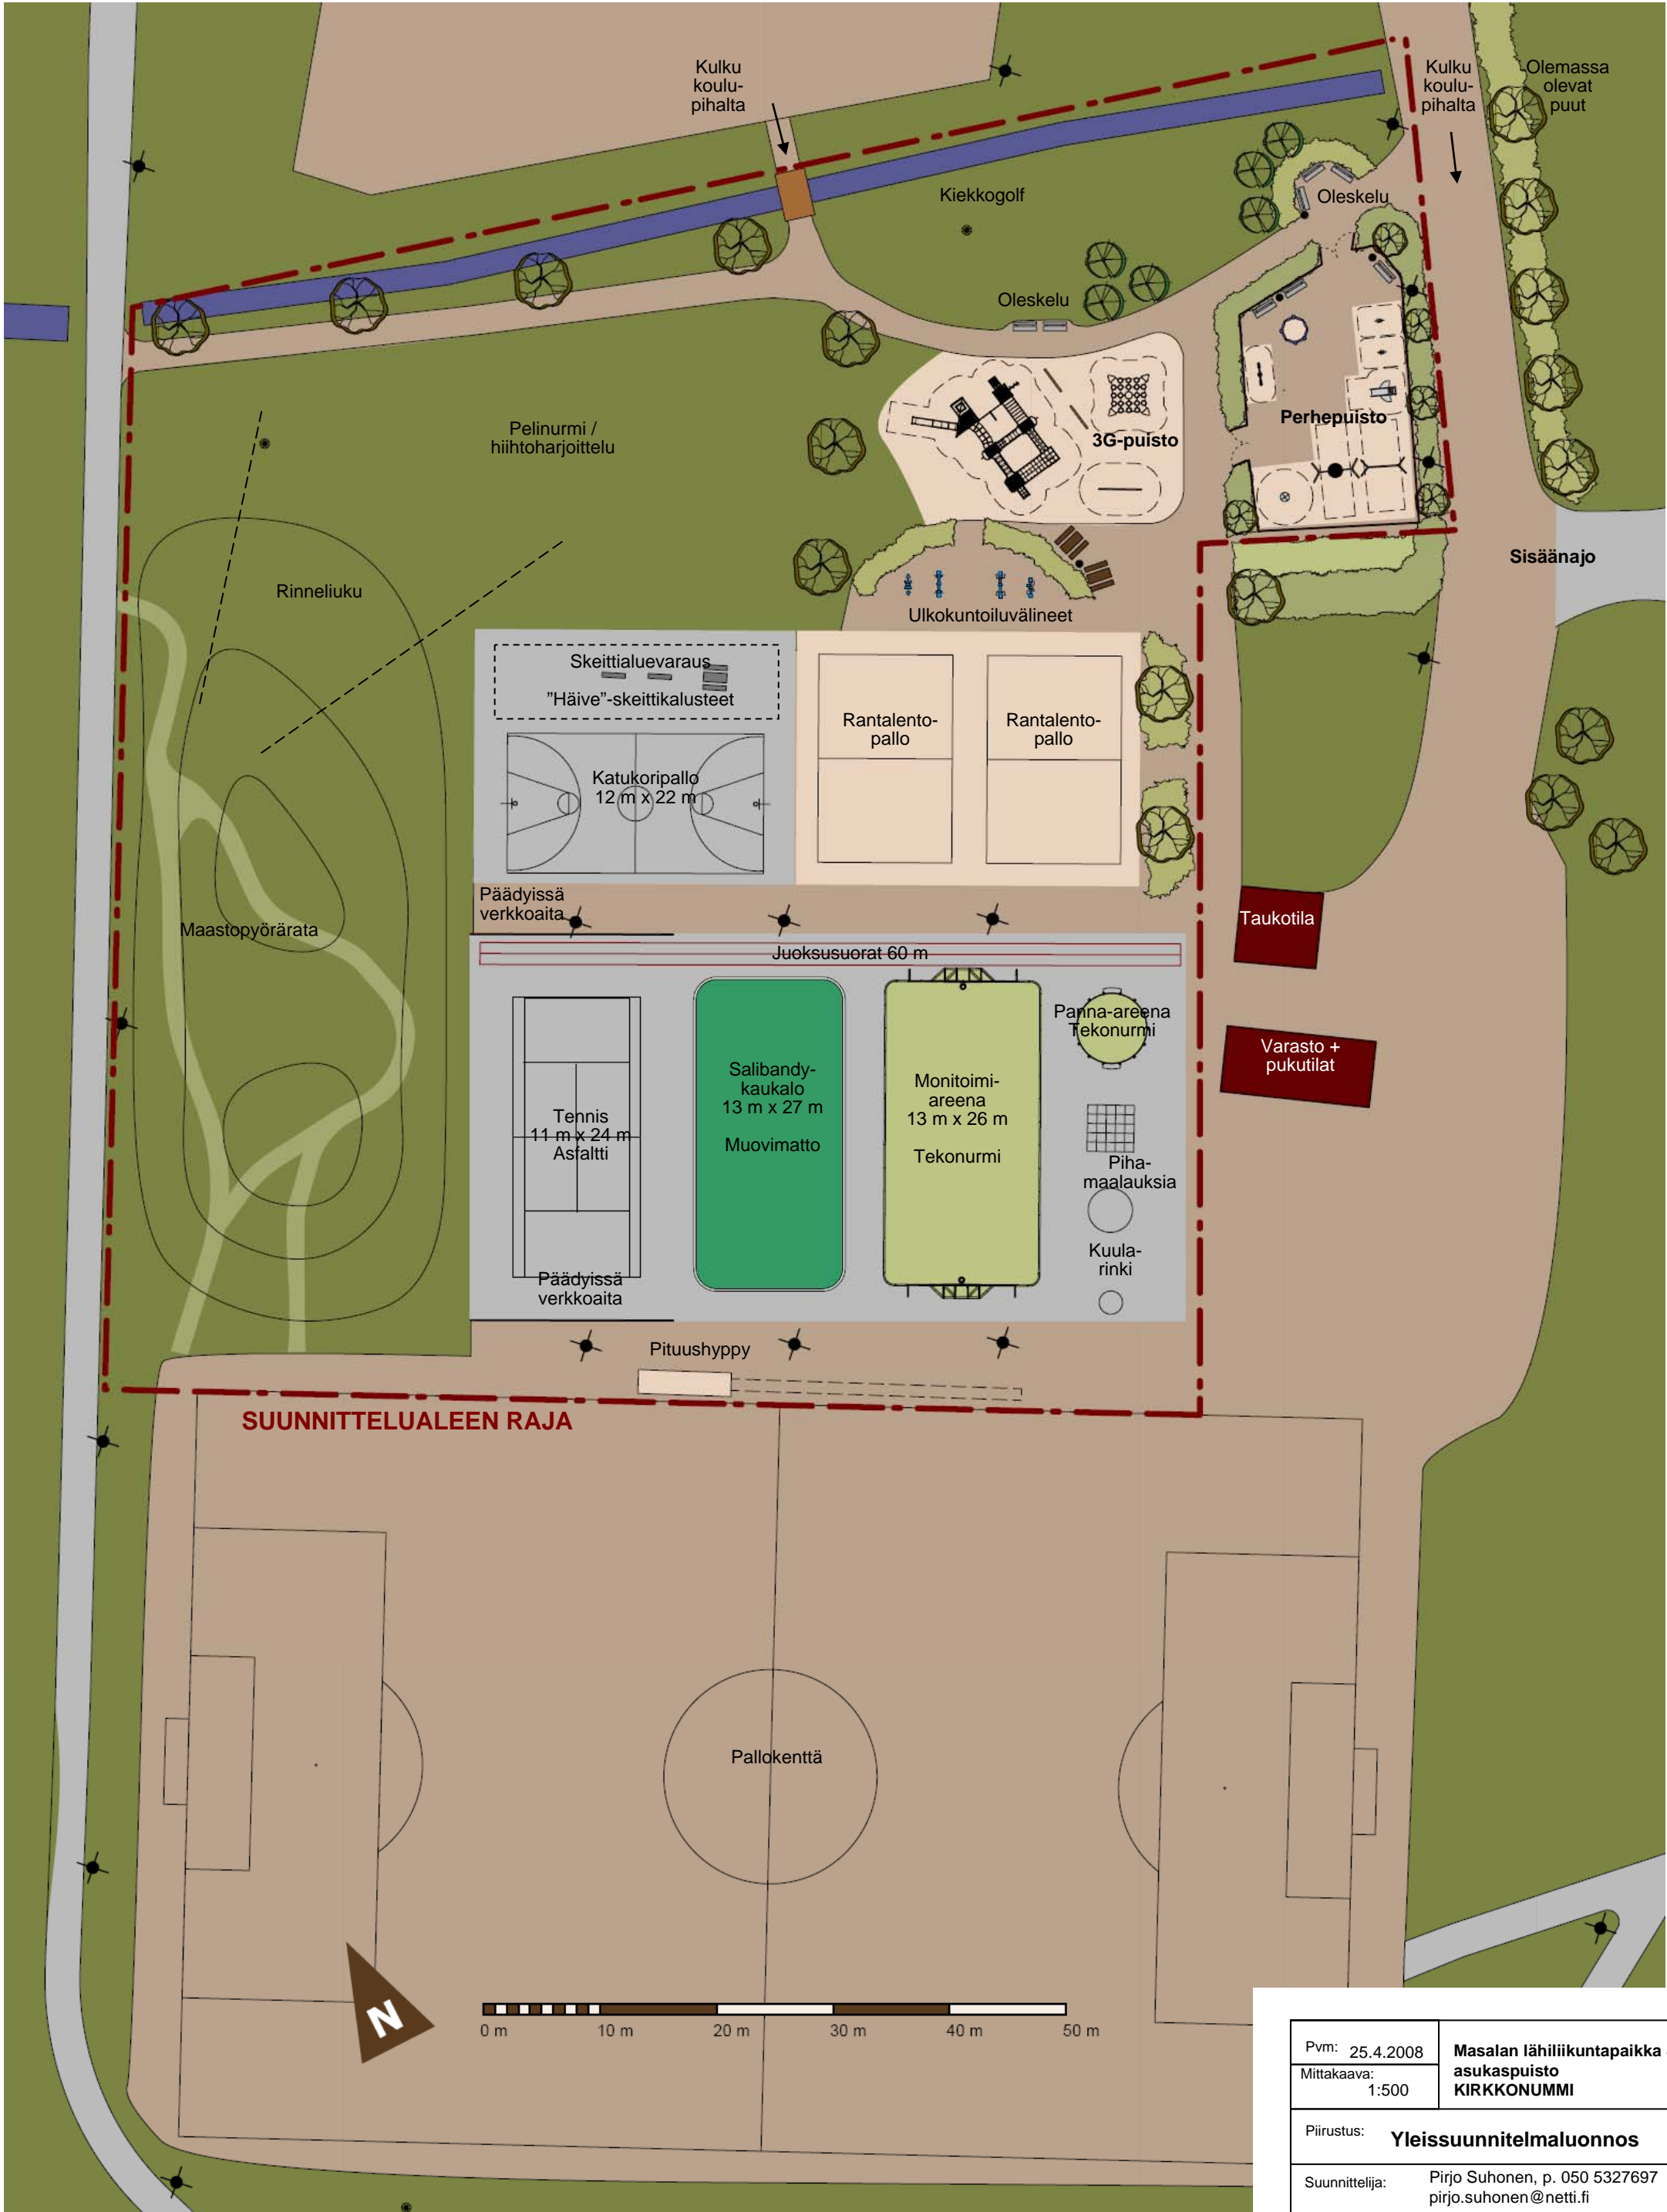 Kulku
koulu-
pihalta
Kulku
koulu-
pihalta
Olemassa
olevat
puut
Kiekkogolf
Oleskelu
Oleskelu
Pelinurmi /
hiihtoharjoittelu
3G-puisto
Perhepuisto
Sisäänajo
Rinneliuku
Ulkokuntoiluvälineet
Skeittialuevaraus
”Häive”-skeittikalusteet
Rantalento-
pallo
Rantalento-
pallo
Katukoripallo
12 m x 22 m
Päädyissä
verkkoaita
Maastopyörärata
Taukotila
Juoksusuorat 60 m
Panna-areena
Tekonurmi
Varasto +
pukutilat
Salibandy-
kaukalo
13 m x 27 m
Muovimatto
Monitoimi-
areena
13 m x 26 m
Tekonurmi
Tennis
11 m x 24 m
Asfaltti
Piha-
maalauksia
Kuula-
rinki
Päädyissä
verkkoaita
Pituushyppy
SUUNNITTELUALEEN RAJA
Pallokenttä
N
0 m 10 m 20 m 30 m 40 m 50 m
Pvm: 25.4.2008
Mittakaava:
1:500
Masalan lähiliikuntapaikka
asukaspuisto
KIRKKONUMMI
Piirustus: Yleissuunnitelmaluonnos
Suunnittelija: Pirjo Suhonen, p. 050 5327697
pirjo.suhonen@netti.fi